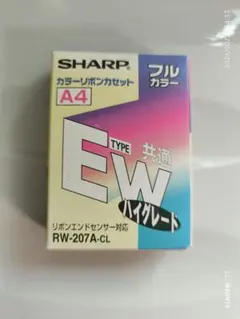 SHARP
フル
カラー
カラーリボンカセット
A4
TYPE
EW
共通
ハイグレード
リボンエンドセンサー対応
RW-207A-CL